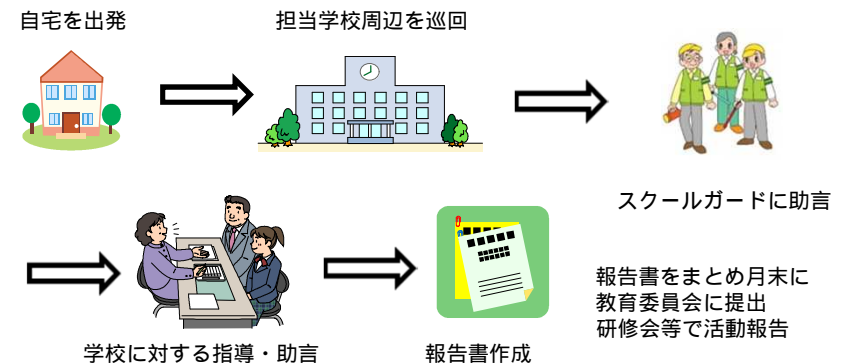 自宅を出発
担当学校周辺を巡回
スクールガードに助言
学校に対する指導・助言
報告書作成
報告書をまとめ月末に
教育委員会に提出
研修会等で活動報告